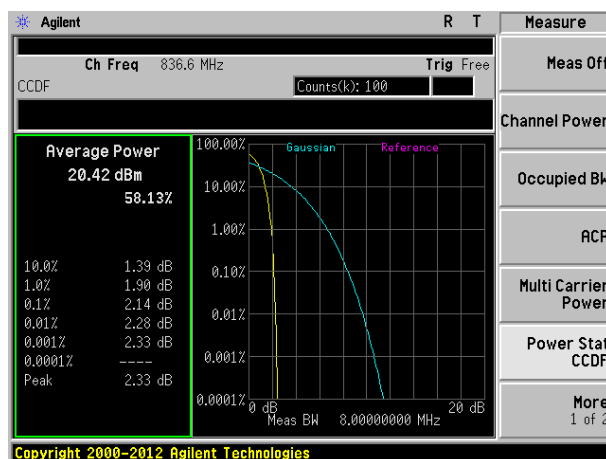 Agilent R T Measure
Ch Freq 836.6 MHz Trig Free
CCDF Counts(k): 100
Meas Off
Channel Power
Occupied BW
ACP
Multi Carrier
Power
Power Stat
CCDF
More
1 of 2
Average Power
20.42 dBm
58.13%
10.0% 1.39 dB
1.0% 1.90 dB
0.1% 2.14 dB
0.01% 2.28 dB
0.001% 2.33 dB
0.0001% ----
Peak 2.33 dB
Gaussian Reference
100.00%
10.00%
1.00%
0.10%
0.01%
0.001%
0.0001%
0 dB 20 dB
Meas BW 8.00000000 MHz
Copyright 2000-2012 Agilent Technologies